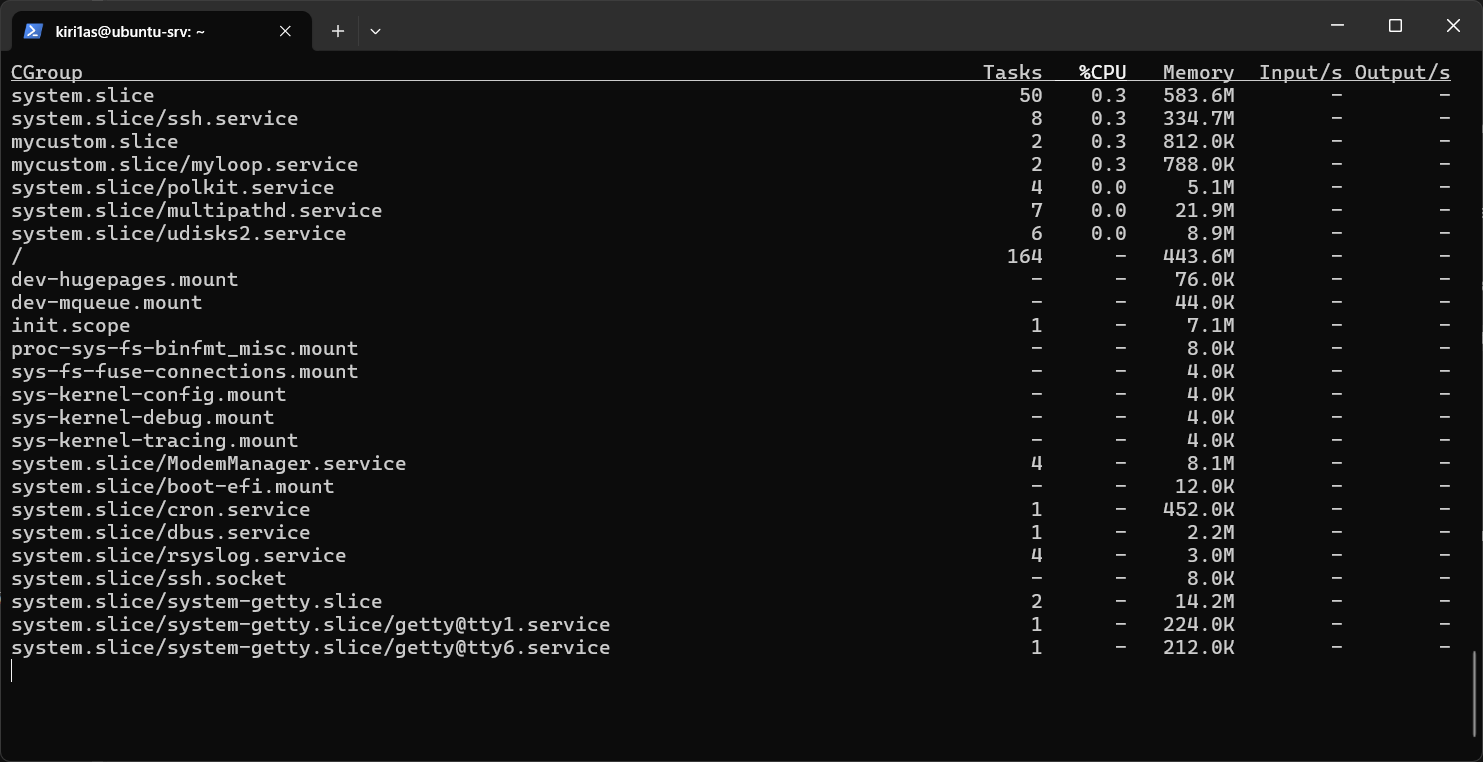 kiri1as@ubuntu-srv: ~
CGroup Tasks %CPU Memory Input/s Output/s
system.slice 50 0.3 583.6M - -
system.slice/ssh.service 8 0.3 334.7M - -
mycustom.slice 2 0.3 812.0K - -
mycustom.slice/myloop.service 2 0.3 788.0K - -
system.slice/polkit.service 4 0.0 5.1M - -
system.slice/multipathd.service 7 0.0 21.9M - -
system.slice/udisks2.service 6 0.0 8.9M - -
/ 164 - 443.6M - -
dev-hugepages.mount - - 76.0K - -
dev-mqueue.mount - - 44.0K - -
init.scope 1 - 7.1M - -
proc-sys-fs-binfmt_misc.mount - - 8.0K - -
sys-fs-fuse-connections.mount - - 4.0K - -
sys-kernel-config.mount - - 4.0K - -
sys-kernel-debug.mount - - 4.0K - -
sys-kernel-tracing.mount - - 4.0K - -
system.slice/ModemManager.service 4 - 8.1M - -
system.slice/boot-efi.mount - - 12.0K - -
system.slice/cron.service 1 - 452.0K - -
system.slice/dbus.service 1 - 2.2M - -
system.slice/rsyslog.service 4 - 3.0M - -
system.slice/ssh.socket - - 8.0K - -
system.slice/system-getty.slice 2 - 14.2M - -
system.slice/system-getty.slice/getty@tty1.service 1 - 224.0K - -
system.slice/system-getty.slice/getty@tty6.service 1 - 212.0K - -